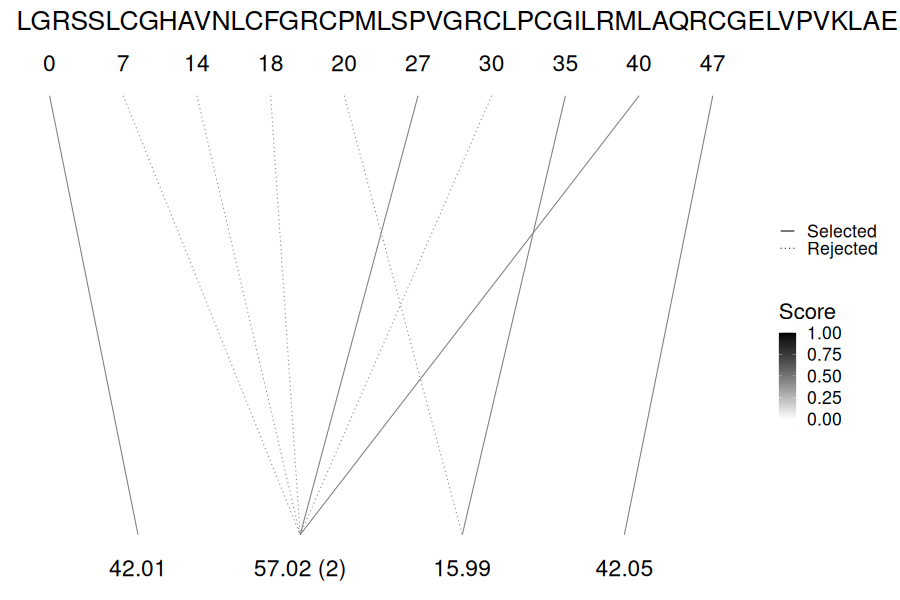 LGRSSLCGHAVNLCFGRCPMLSPVGRCLPCGILRMLAQRCGELVPVKLAE
0 7 14 18 20 27 30 35 40 47
Selected
Rejected
Score
1.00
0.75
0.50
0.25
0.00
42.01 57.02 (2) 15.99 42.05